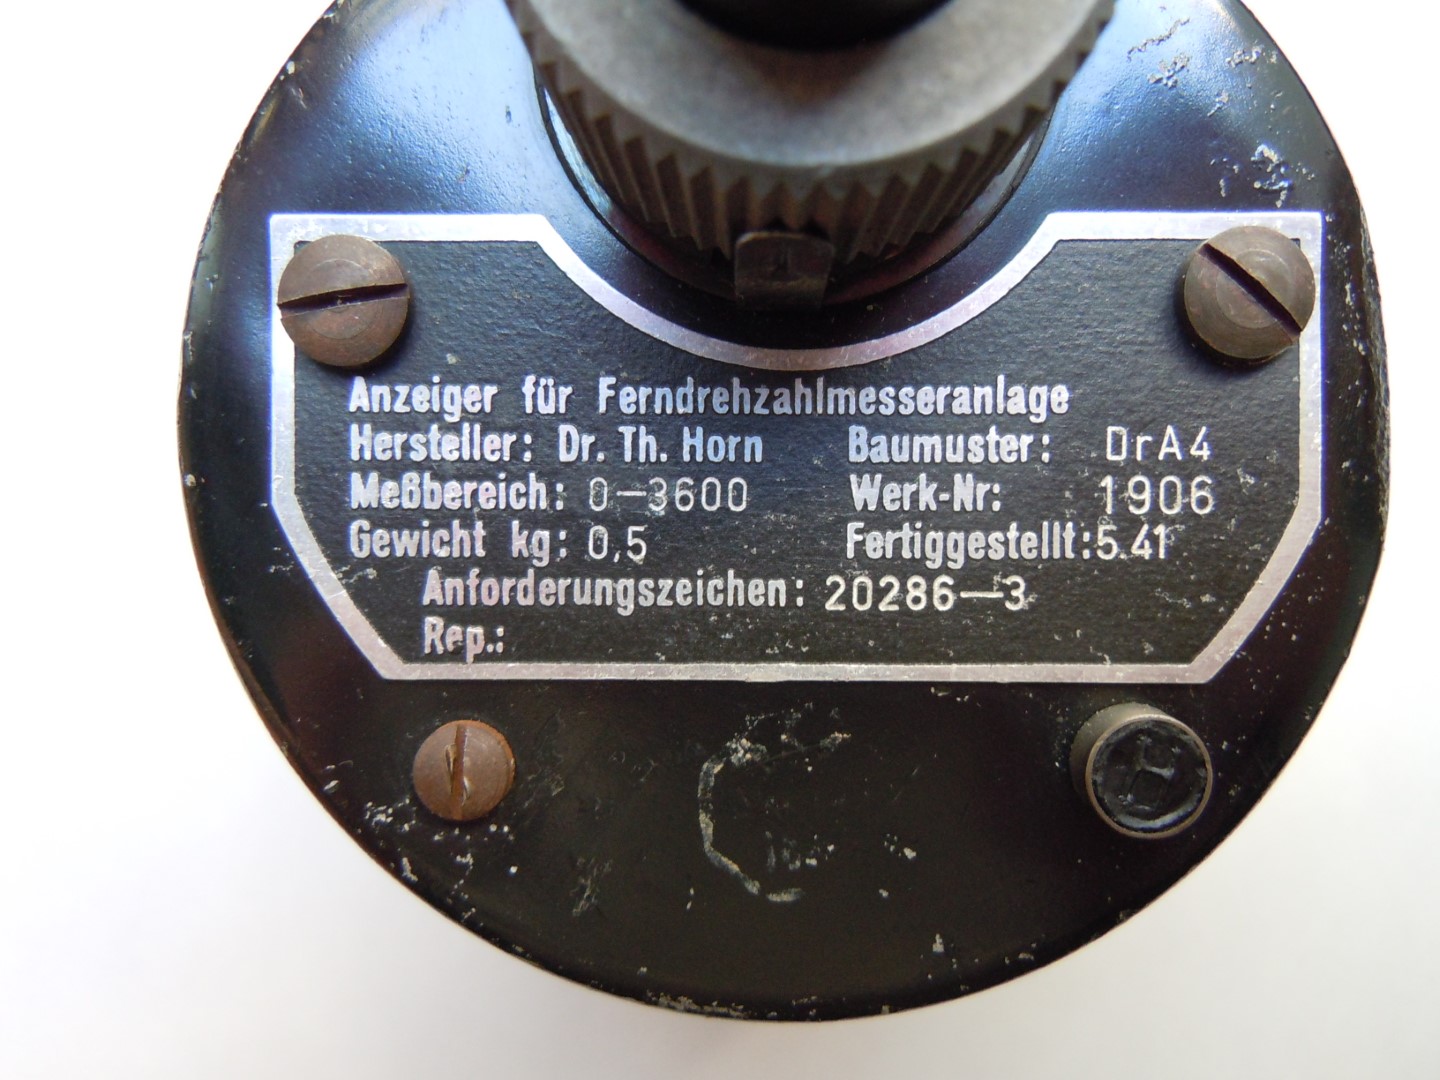 Anzeiger für Ferndrehzahlmesseranlage
Hersteller: Dr. Th. Horn Baumuster: DrA4
Meßbereich: 0—3600 Werk-Nr: 1906
Gewicht kg: 0,5 Fertiggestellt: 5.41
Anforderungszeichen: 20286—3
Rep.:
H